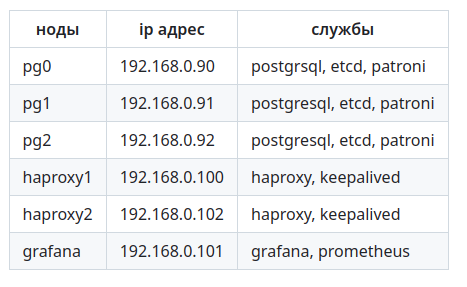 ноды ip адрес службы
pg0 192.168.0.90 postgrsql, etcd, patroni
pg1 192.168.0.91 postgresql, etcd, patroni
pg2 192.168.0.92 postgresql, etcd, patroni
haproxy1 192.168.0.100 haproxy, keepalived
haproxy2 192.168.0.102 haproxy, keepalived
grafana 192.168.0.101 grafana, prometheus